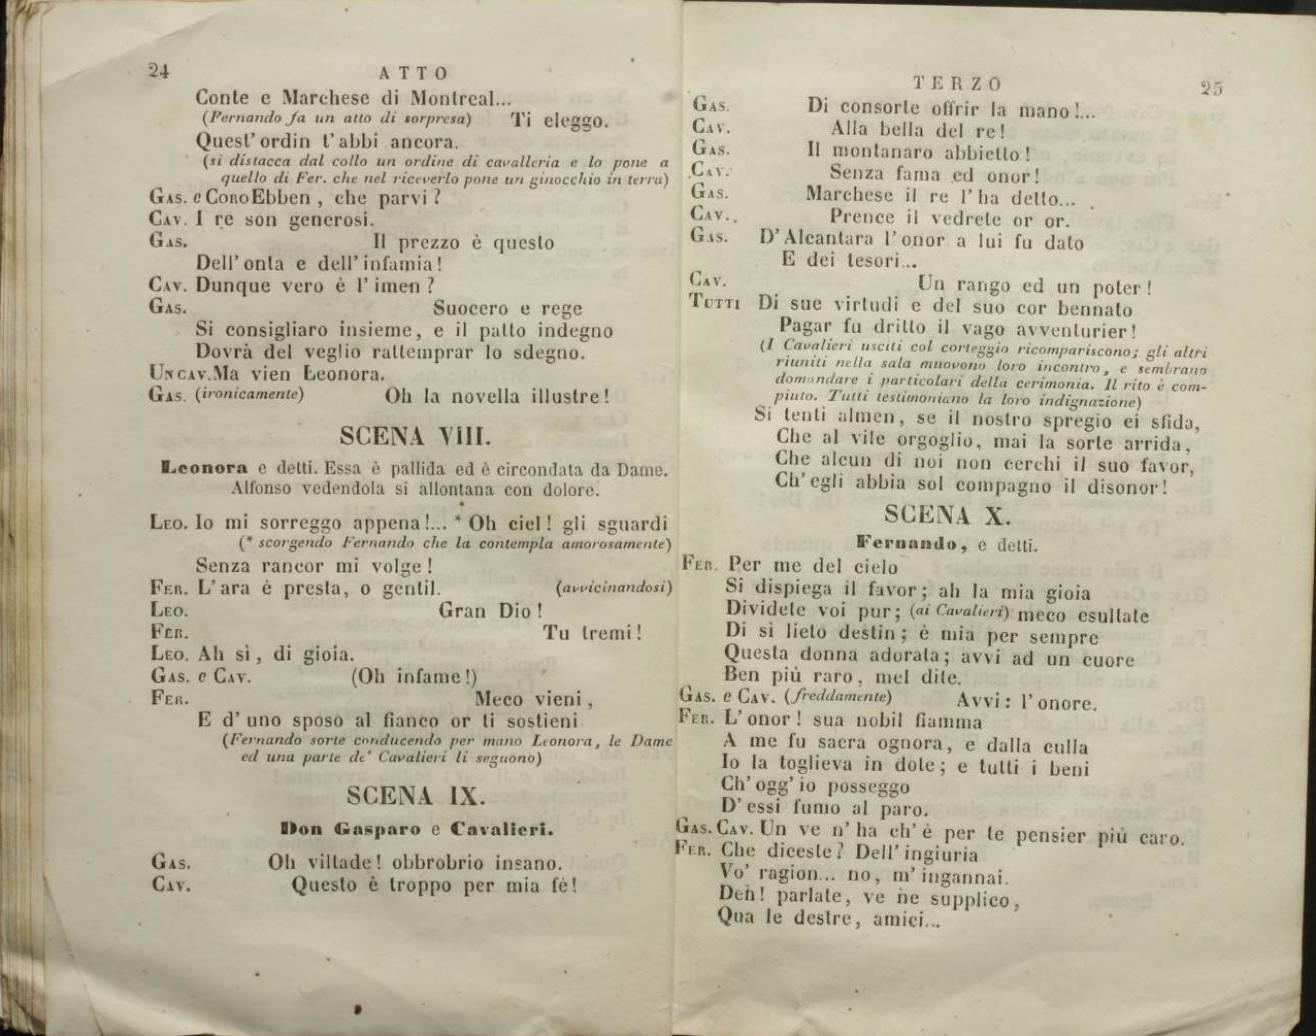 24
ATTO
Conte e Marchese di Montreal...
(Fernando fa un atto di sorpresa) Ti eleggo.
Quest' ordin t'abbi ancora.
(si distacca dal collo un ordine di cavalleria e lo pone a
quello di Fer. che nel riceverlo pone un ginocchio in terra)
GAS. e CORO Ebben, che parvi?
CAV. I re son generosi.
GAS. Il prezzo è questo
Dell' onta e dell' infamia!
CAV. Dunque vero è l' imen?
GAS. Suocero e rege
Si consigliaro insieme, e il patto indegno
Dovrà del veglio rattemprar lo sdegno.
UN CAV. Ma vien Leonora.
GAS. (ironicamente) Oh la novella illustre!
SCENA VIII.
Leonora e detti. Essa è pallida ed è circondata da Dame.
Alfonso vedendola si allontana con dolore.
LEO. Io mi sorreggo appena!... * Oh ciel! gli sguardi
(* scorgendo Fernando che la contempla amorosamente)
Senza rancor mi volge!
FER. L' ara è presta, o gentil. (avvicinandosi)
LEO. Gran Dio!
FER. Tu tremi!
LEO. Ah sì, di gioia.
GAS. e CAV. (Oh infame!)
FER. Meco vieni,
E d' uno sposo al fianco or ti sostieni
(Fernando sorte conducendo per mano Leonora, le Dame
ed una parte de' Cavalieri li seguono)
SCENA IX.
Don Gasparo e Cavalieri.
GAS. Oh viltade! obbrobrio insano.
CAV. Questo è troppo per mia fè!
TERZO
25
GAS. Di consorte offrir la mano!...
CAV. Alla bella del re!
GAS. Il montanaro abbietto!
CAV. Senza fama ed onor!
GAS. Marchese il re l' ha detto...
CAV. Prence il vedrete or or.
GAS. D' Alcantara l' onor a lui fu dato
E dei tesori...
CAV. Un rango ed un poter!
TUTTI Di sue virtudi e del suo cor bennato
Pagar fu dritto il vago avventurier!
(I Cavalieri usciti col corteggio ricompariscono; gli altri
riuniti nella sala muovono loro incontro, e sembrano
domandare i particolari della cerimonia. Il rito è com-
piuto. Tutti testimoniano la loro indignazione)
Si tenti almen, se il nostro spregio ei sfida,
Che al vile orgoglio, mai la sorte arrida,
Che alcun di noi non cerchi il suo favor,
Ch' egli abbia sol compagno il disonor!
SCENA X.
Fernando, e detti.
FER. Per me del cielo
Si dispiega il favor; ah la mia gioia
Dividete voi pur; (ai Cavalieri) meco esultate
Di sì lieto destin; è mia per sempre
Questa donna adorata; avvi ad un cuore
Ben più raro, mel dite.
GAS. e CAV. (freddamente) Avvi: l' onore.
FER. L' onor! sua nobil fiamma
A me fu sacra ognora, e dalla culla
Io la toglieva in dote; e tutti i beni
Ch' ogg' io posseggo
D' essi fumo al paro.
GAS. CAV. Un ve n' ha ch' è per te pensier più caro.
FER. Che diceste? Dell' ingiuria
Vo' ragion... no, m' ingannai.
Deh! parlate, ve ne supplico,
Qua le destre, amici...